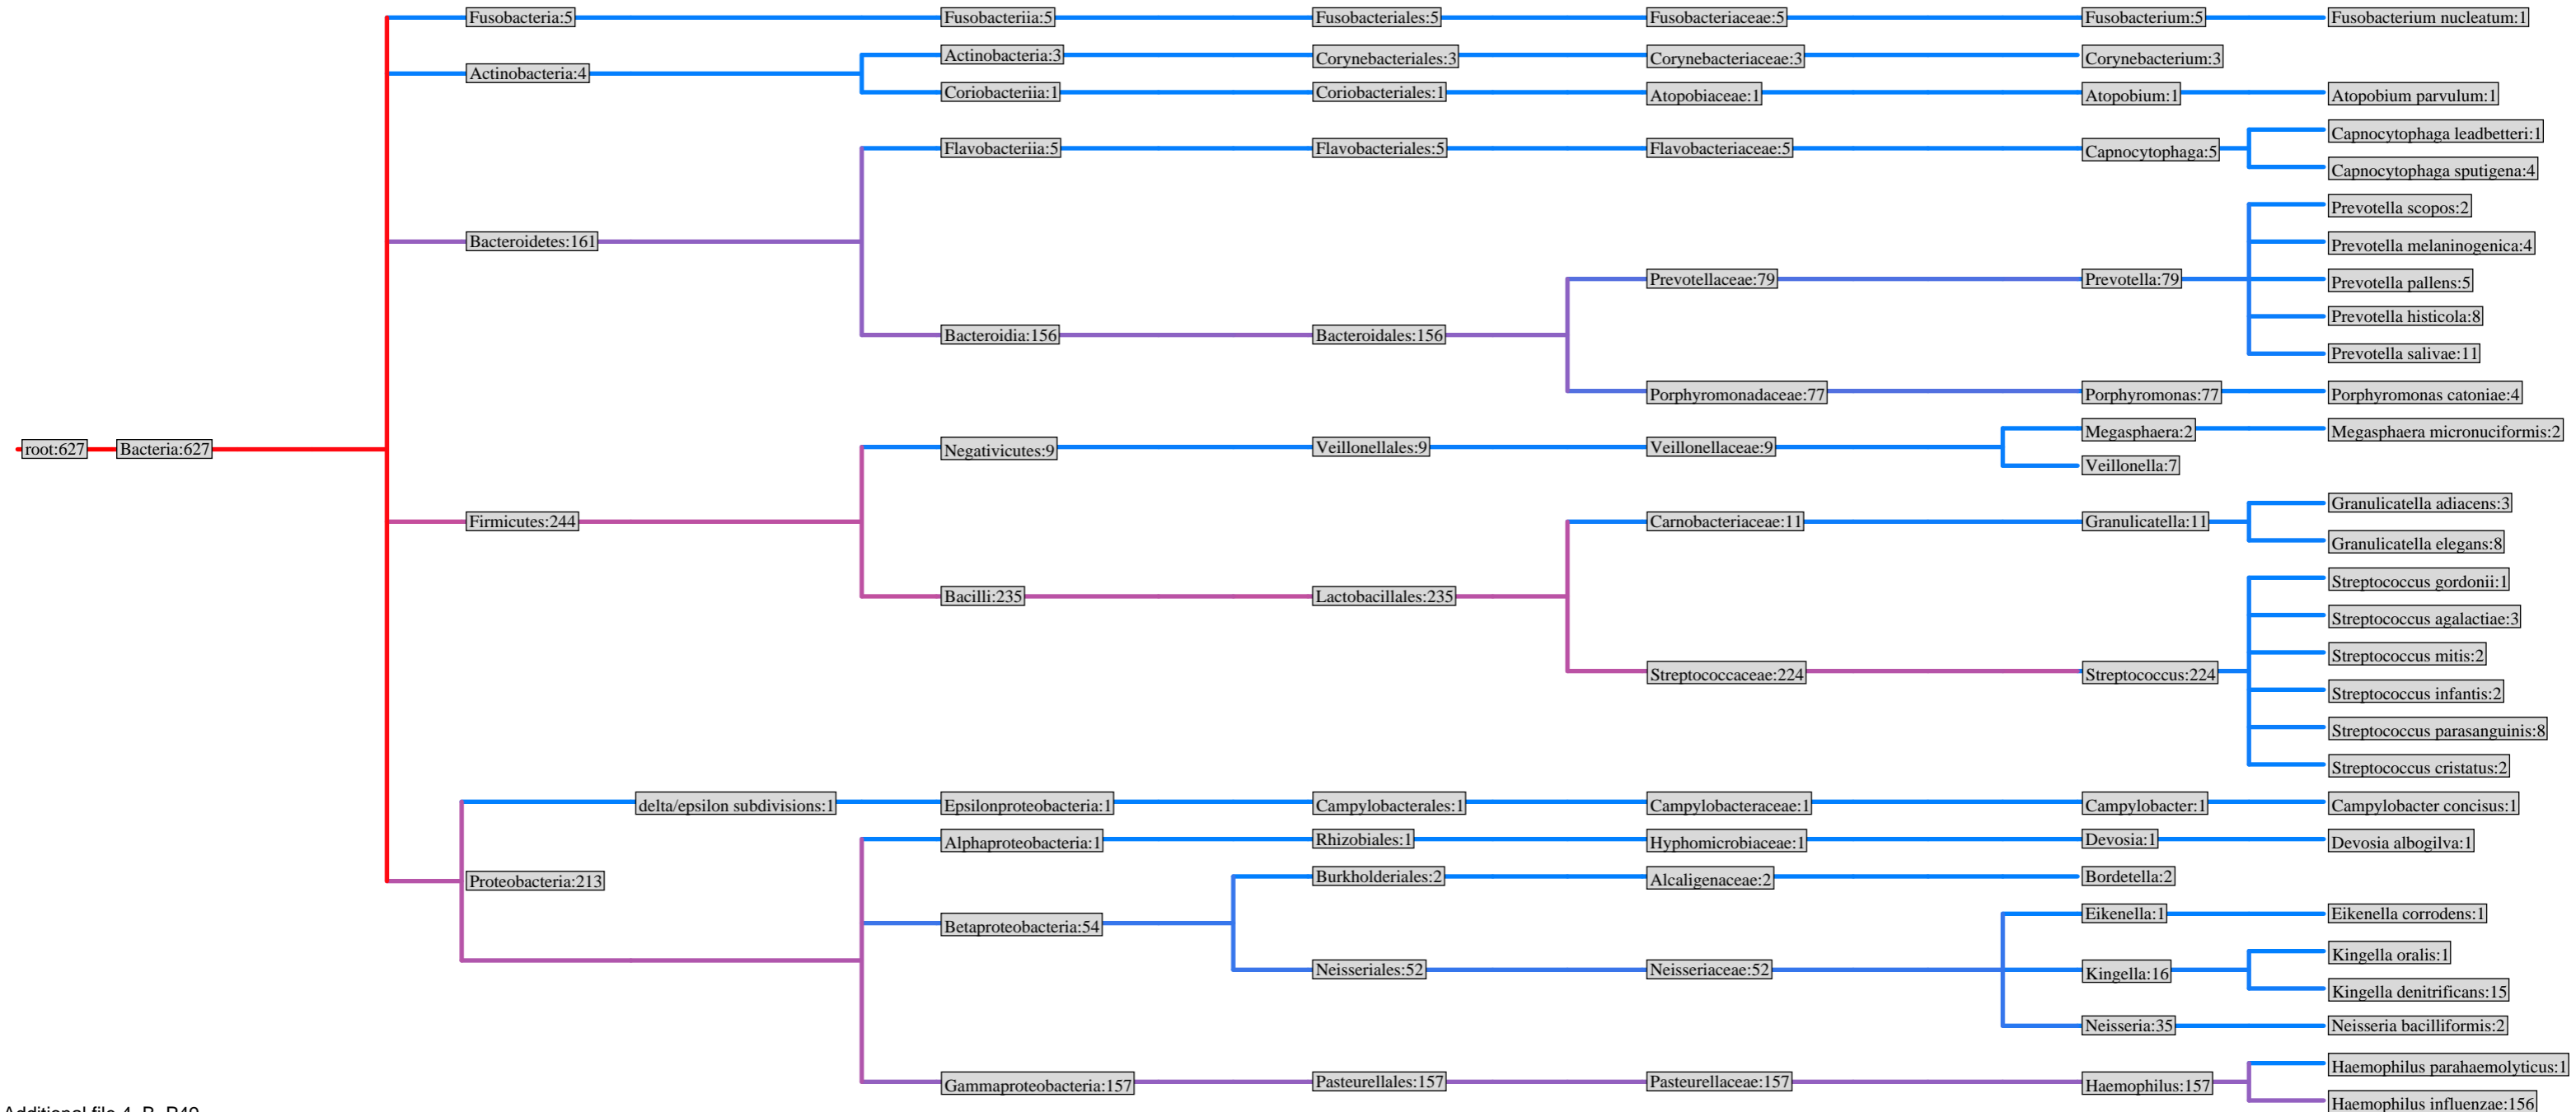 Fusobacteria:5 Fusobacteriia:5 Fusobacteriales:5 Fusobacteriaceae:5 Fusobacterium:5 Fusobacterium nucleatum:1
Actinobacteria:3 Corynebacteriales:3 Corynebacteriaceae:3 Corynebacterium:3
Actinobacteria:4
Coriobacteriia:1 Coriobacteriales:1 Atopobiaceae:1 Atopobium:1 Atopobium parvulum:1
Capnocytophaga leadbetteri:1
Flavobacteriia:5 Flavobacteriales:5 Flavobacteriaceae:5 Capnocytophaga:5
Capnocytophaga sputigena:4
Prevotella scopos:2
Bacteroidetes:161 Prevotella melaninogenica:4
Prevotellaceae:79 Prevotella:79 Prevotella pallens:5
Prevotella histicola:8
Bacteroidia:156 Bacteroidales:156
Prevotella salivae:11
Porphyromonadaceae:77 Porphyromonas:77 Porphyromonas catoniae:4
Megasphaera:2 Megasphaera micronuciformis:2
root:627 Bacteria:627 Negativicutes:9 Veillonellales:9 Veillonellaceae:9
Veillonella:7
Granulicatella adiacens:3
Firmicutes:244 Carnobacteriaceae:11 Granulicatella:11
Granulicatella elegans:8
Streptococcus gordonii:1
Bacilli:235 Lactobacillales:235
Streptococcus agalactiae:3
Streptococcus mitis:2
Streptococcaceae:224 Streptococcus:224
Streptococcus infantis:2
Streptococcus parasanguinis:8
Streptococcus cristatus:2
delta/epsilon subdivisions:1 Epsilonproteobacteria:1 Campylobacterales:1 Campylobacteraceae:1 Campylobacter:1 Campylobacter concisus:1
Alphaproteobacteria:1 Rhizobiales:1 Hyphomicrobiaceae:1 Devosia:1 Devosia albogilva:1
Proteobacteria:213 Burkholderiales:2 Alcaligenaceae:2 Bordetella:2
Eikenella:1 Eikenella corrodens:1
Betaproteobacteria:54
Kingella oralis:1
Neisseriales:52 Neisseriaceae:52 Kingella:16
Kingella denitrificans:15
Neisseria:35 Neisseria bacilliformis:2
Haemophilus parahaemolyticus:1
Gammaproteobacteria:157 Pasteurellales:157 Pasteurellaceae:157 Haemophilus:157
Haemophilus influenzae:156